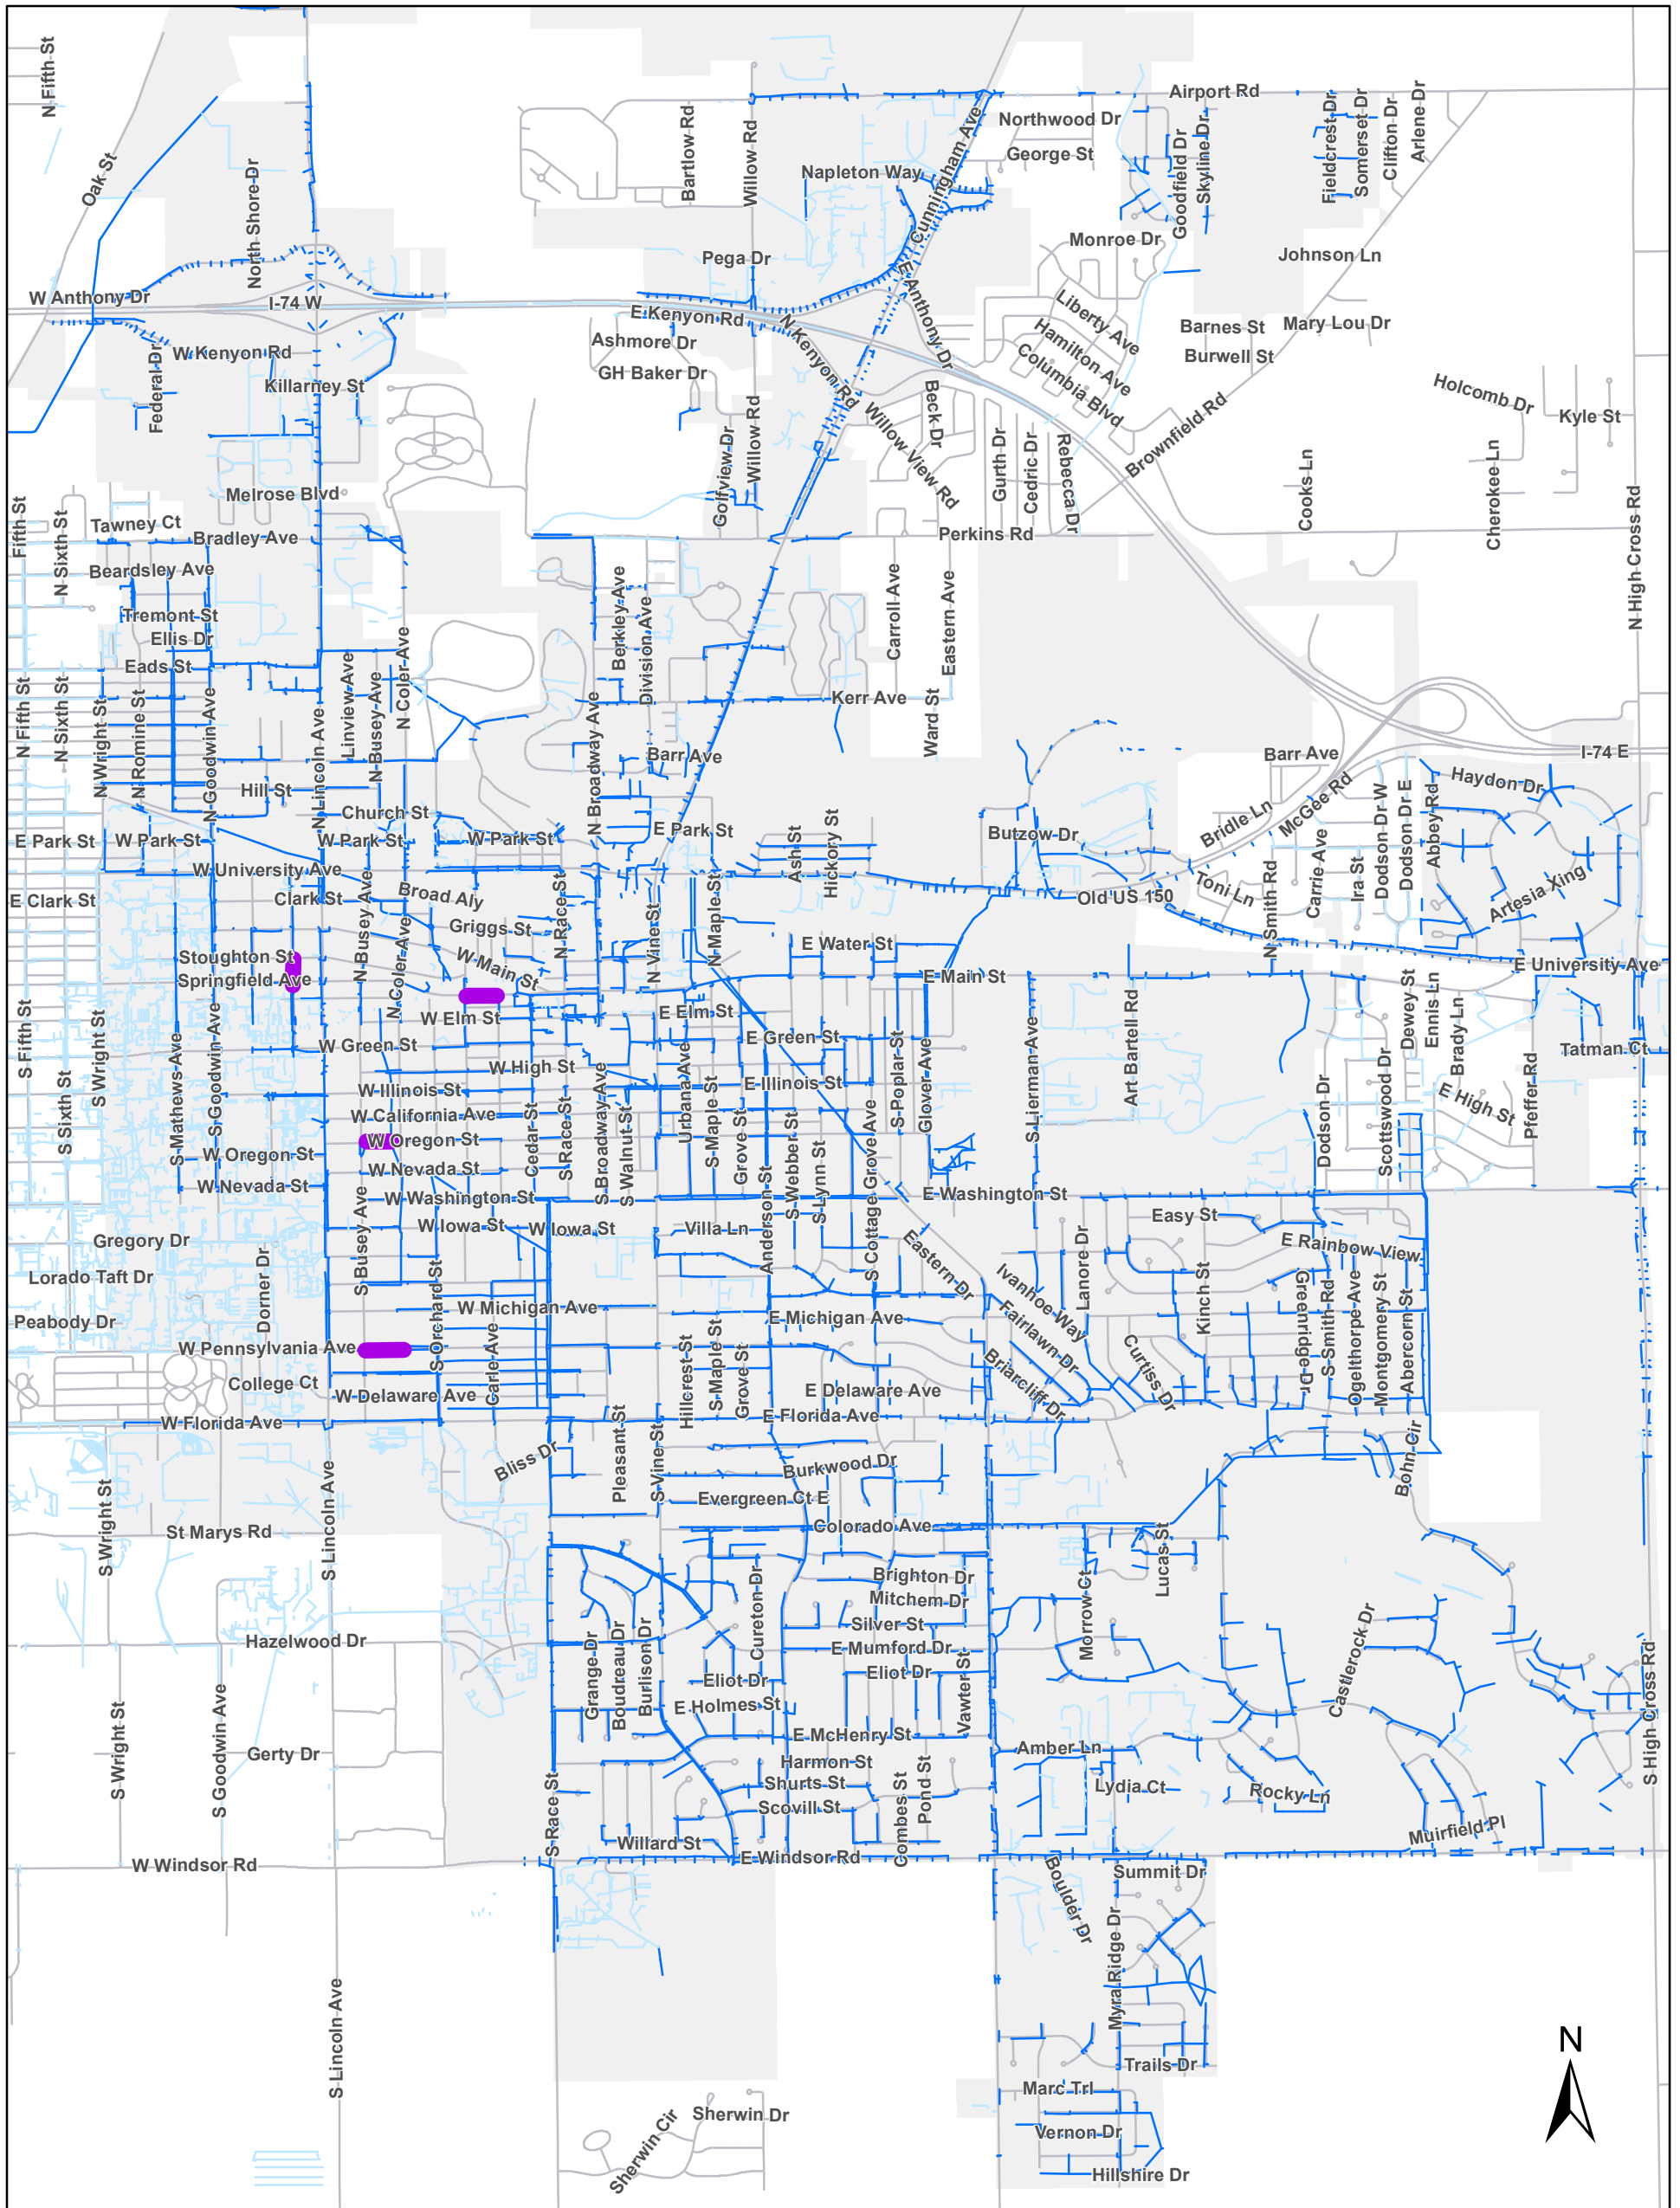 N Fifth St
Oak St
North Shore Dr
Bartlow Rd
Willow Rd
Airport Rd
Northwood Dr
George St
Napleton Way
Cunningham Ave
Goodfield Dr
Skyline Dr
Fieldcrest Dr
Somerset Dr
Clifton Dr
Arlene Dr
Monroe Dr
Johnson Ln
Pega Dr
W Anthony Dr
I-74 W
E Kenyon Rd
N Kenyon Rd
E Anthony Dr
Liberty Ave
Hamilton Ave
Columbia Blvd
Barnes St
Mary Lou Dr
Burwell St
Ashmore Dr
GH Baker Dr
W Kenyon Rd
Federal Dr
Killarney St
Beck Dr
Willow View Rd
Brownfield Rd
Holcomb Dr
Kyle St
Golfview Dr
Willow Rd
Gurth Dr
Cedric Dr
Rebecca Dr
Cooks Ln
Cherokee Ln
N High Cross Rd
Melrose Blvd
N Fifth St
N Sixth St
Tawney Ct
Bradley Ave
Perkins Rd
Beardsley Ave
Tremont St
Ellis Dr
Eads St
Berkley Ave
Division Ave
Carroll Ave
Eastern Ave
N Fifth St
N Sixth St
N Wright St
N Romine St
N Goodwin Ave
N Lincoln Ave
Linview Ave
N Busey Ave
N Coler Ave
N Broadway Ave
Kerr Ave
Ward St
Barr Ave
Barr Ave
I-74 E
Haydon Dr
Hill St
Church St
E Park St
W Park St
W Park St
W Park St
E Park St
Ash St
Hickory St
Butzow Dr
Bridle Ln
McGee Rd
Dodson Dr W
Dodson Dr E
Abbey Rd
W University Ave
E Clark St
Clark St
Broad Aly
Griggs St
N Race St
N Vine St
N Maple St
Old US 150
Toni Ln
N Smith Rd
Carrie Ave
Ira St
Artesia Xing
Stoughton St
Springfield Ave
N Busey Ave
N Coler Ave
W Main St
E Water St
E Main St
E University Ave
W Elm St
E Elm St
S Fifth St
S Wright St
S Sixth St
S Mathews Ave
S Goodwin Ave
W Green St
E Green St
S Lierman Ave
Art Bartell Rd
Dewey St
Ennis Ln
Brady Ln
Tatman Ct
W High St
W Illinois St
E Illinois St
W California Ave
W Oregon St
W Oregon St
W Nevada St
W Nevada St
W Washington St
E Washington St
Cedar St
S Race St
S Broadway Ave
S Walnut St
Urbana Ave
S Maple St
Grove St
Anderson St
S Webber St
S Lynn St
S Cottage Grove Ave
S Poplar St
Glover Ave
Dodson Dr
Scottswood Dr
E High St
Pfeffer Rd
W Iowa St
W Iowa St
Villa Ln
Easy St
E Rainbow View
Gregory Dr
Lorado Taft Dr
Dorner Dr
S Busey Ave
S Orchard St
Peabody Dr
W Michigan Ave
E Michigan Ave
Eastern Dr
Ivanhoe Way
Fairlawn Dr
Lanore Dr
Kinch St
Greenridge Dr
S Smith Rd
Ogelthorpe Ave
Montgomery St
Abercorn St
W Pennsylvania Ave
College Ct
W Delaware Ave
Carle Ave
Hillcrest St
S Maple St
Grove St
E Delaware Ave
Briarcliff Dr
Curtiss Dr
W Florida Ave
E Florida Ave
Bliss Dr
Pleasant St
S Vine St
Burkwood Dr
Bohn Cir
Evergreen Ct E
S Wright St
St Marys Rd
S Lincoln Ave
Colorado Ave
Brighton Dr
Mitchem Dr
Lucas St
Morrow Ct
Silver St
Hazelwood Dr
Grange Dr
Boudreau Dr
Burlison Dr
Cureton Dr
E Mumford Dr
Eliot Dr
Eliot Dr
Vawter St
Castlerock Dr
S High Cross Rd
E Holmes St
S Wright St
S Goodwin Ave
Gerty Dr
E McHenry St
Amber Ln
Harmon St
Shurts St
Lydia Ct
Rocky Ln
Scovill St
S Race St
Combes St
Pond St
Willard St
Muirfield Pl
W Windsor Rd
E Windsor Rd
Summit Dr
Boulder Dr
Myra Ridge Dr
S Lincoln Ave
Trails Dr
Marc Trl
Vernon Dr
Hillshire Dr
Sherwin Dr
Sherwin Cir
N